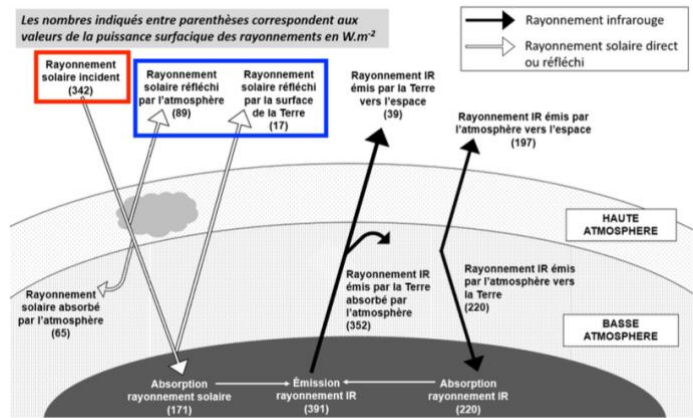 Les nombres indiqués entre parenthèses correspondent aux
valeurs de la puissance surfacique des rayonnements en W.m-2
Rayonnement infrarouge
Rayonnement solaire direct
ou réfléchi
Rayonnement
solaire incident
(342)
Rayonnement
solaire réfléchi
par l'atmosphère
(89)
Rayonnement
solaire réfléchi
par la surface
de la Terre
(17)
Rayonnement IR
émis par la Terre
vers l'espace
(39)
Rayonnement IR émis par
l'atmosphère vers l'espace
(197)
HAUTE
ATMOSPHERE
Rayonnement
solaire absorbé
par l'atmosphère
(65)
Rayonnement IR
émis par la Terre
absorbé par
l'atmosphère
(352)
Rayonnement IR émis
par l'atmosphère vers
la Terre
(220)
BASSE
ATMOSPHERE
Absorption
rayonnement solaire
(171)
Émission
rayonnement IR
(391)
Absorption
rayonnement IR
(220)